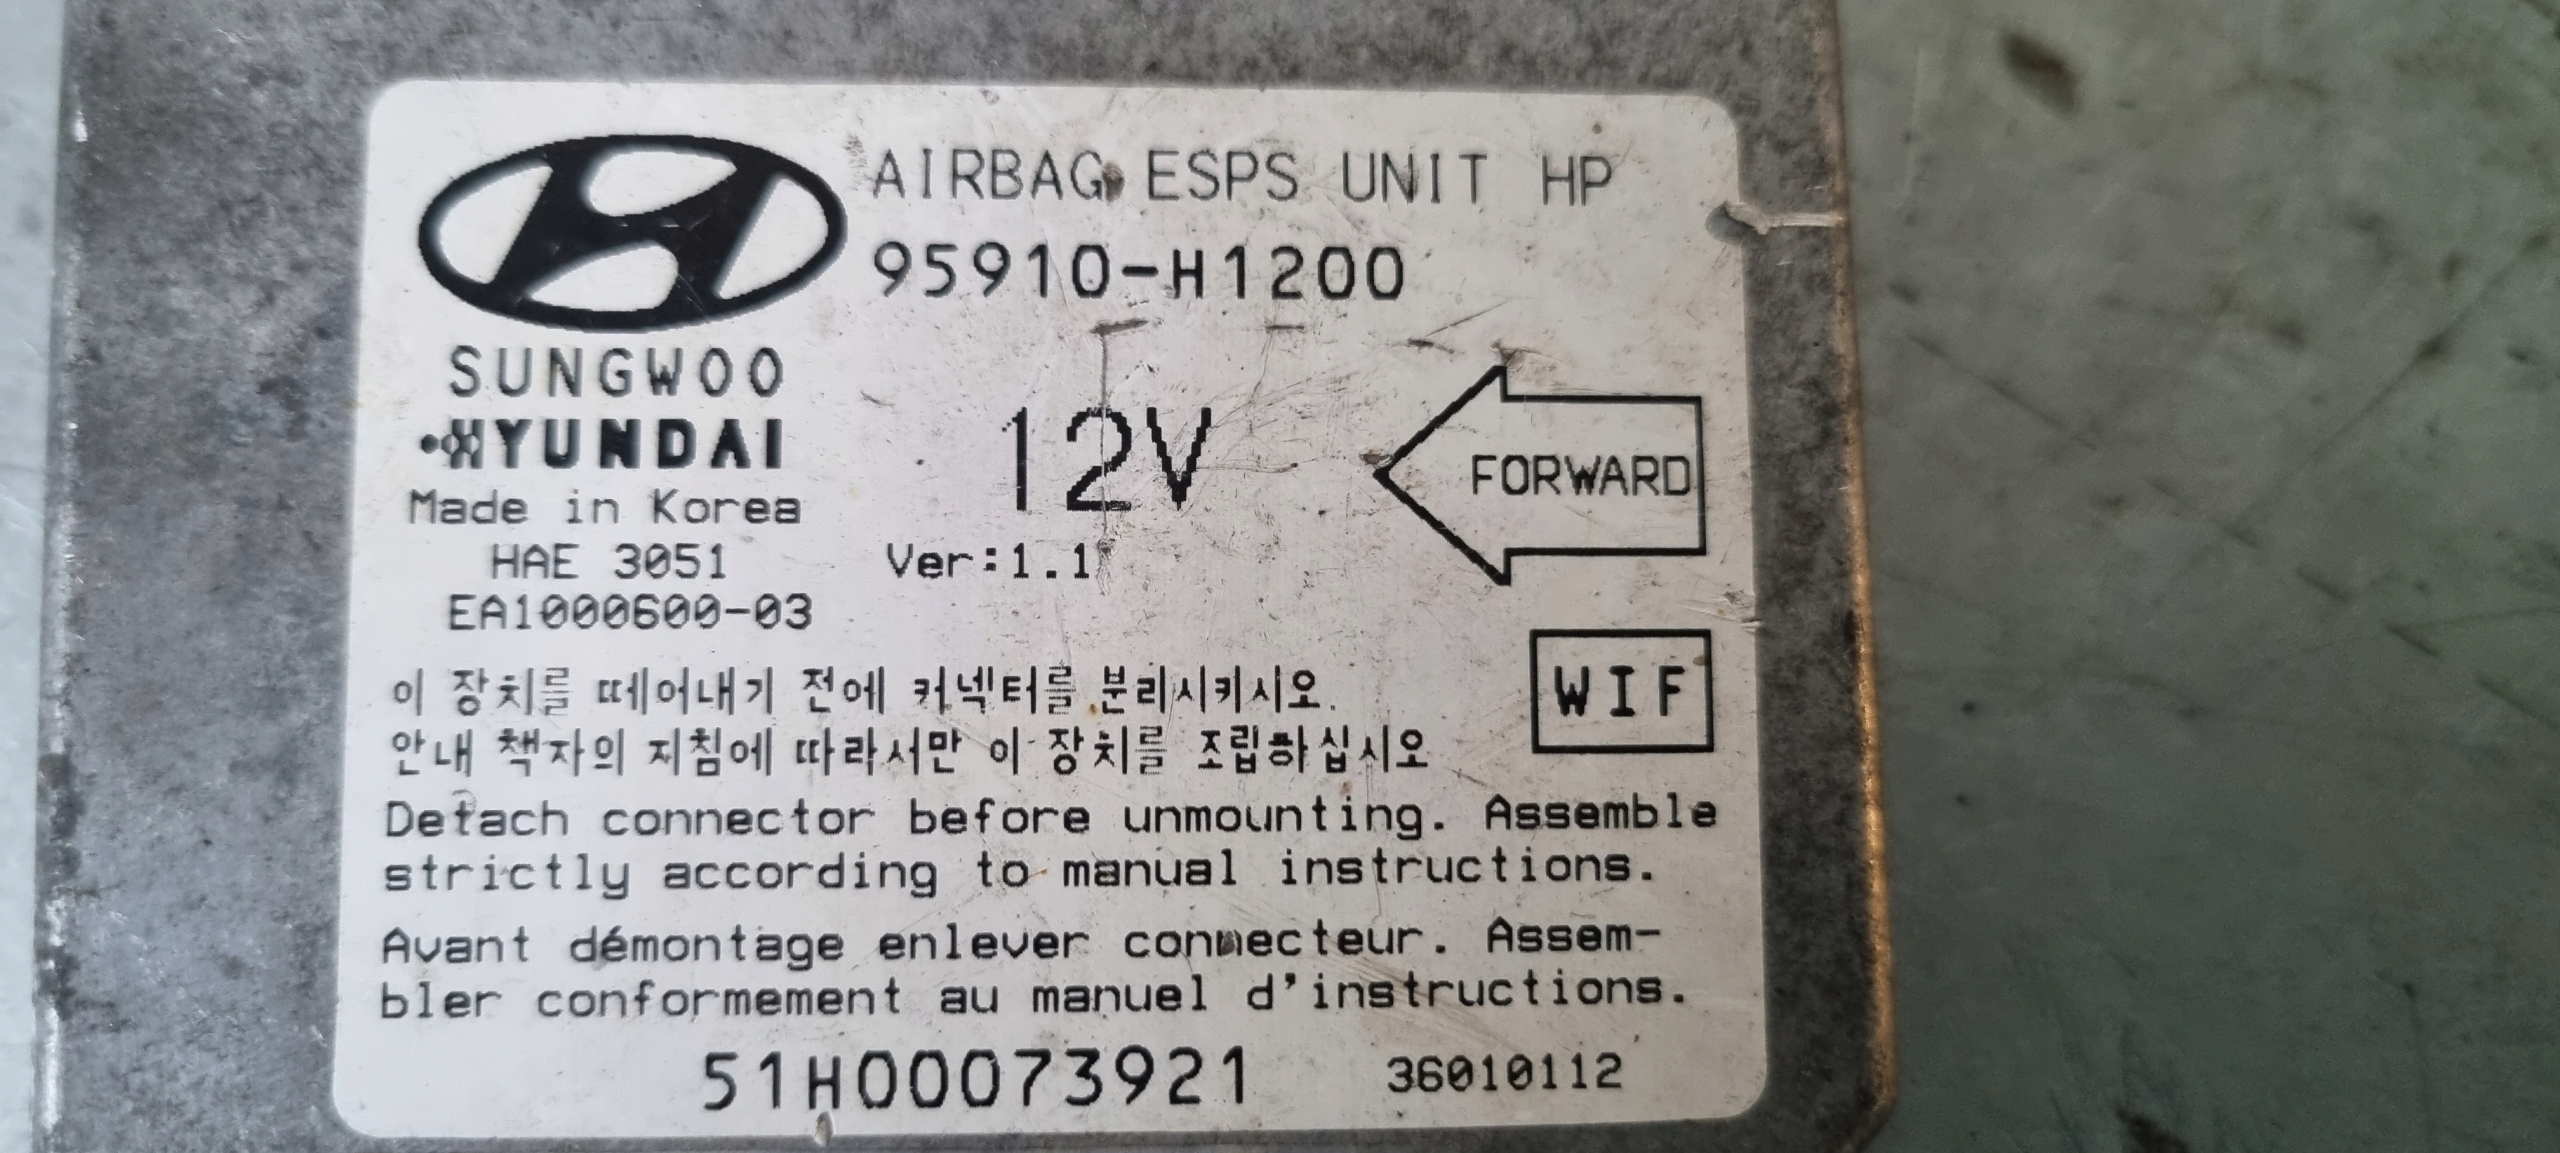 AIRBAG ESPS UNIT HP
95910-H1200
SUNGWOO
HYUNDAI
12V
FORWARD
Made in Korea
HAE 3051
Ver:1.1
EA1000600-03
WIF
이 장치를 떼어내기 전에 커넥터를 분리시키시오.
안내 책자의 지침에 따라서만 이 장치를 조립하십시오
Detach connector before unmounting. Assemble
strictly according to manual instructions.
Avant démontage enlever connecteur. Assem-
bler conformement au manuel d'instructions.
51H00073921
36010112